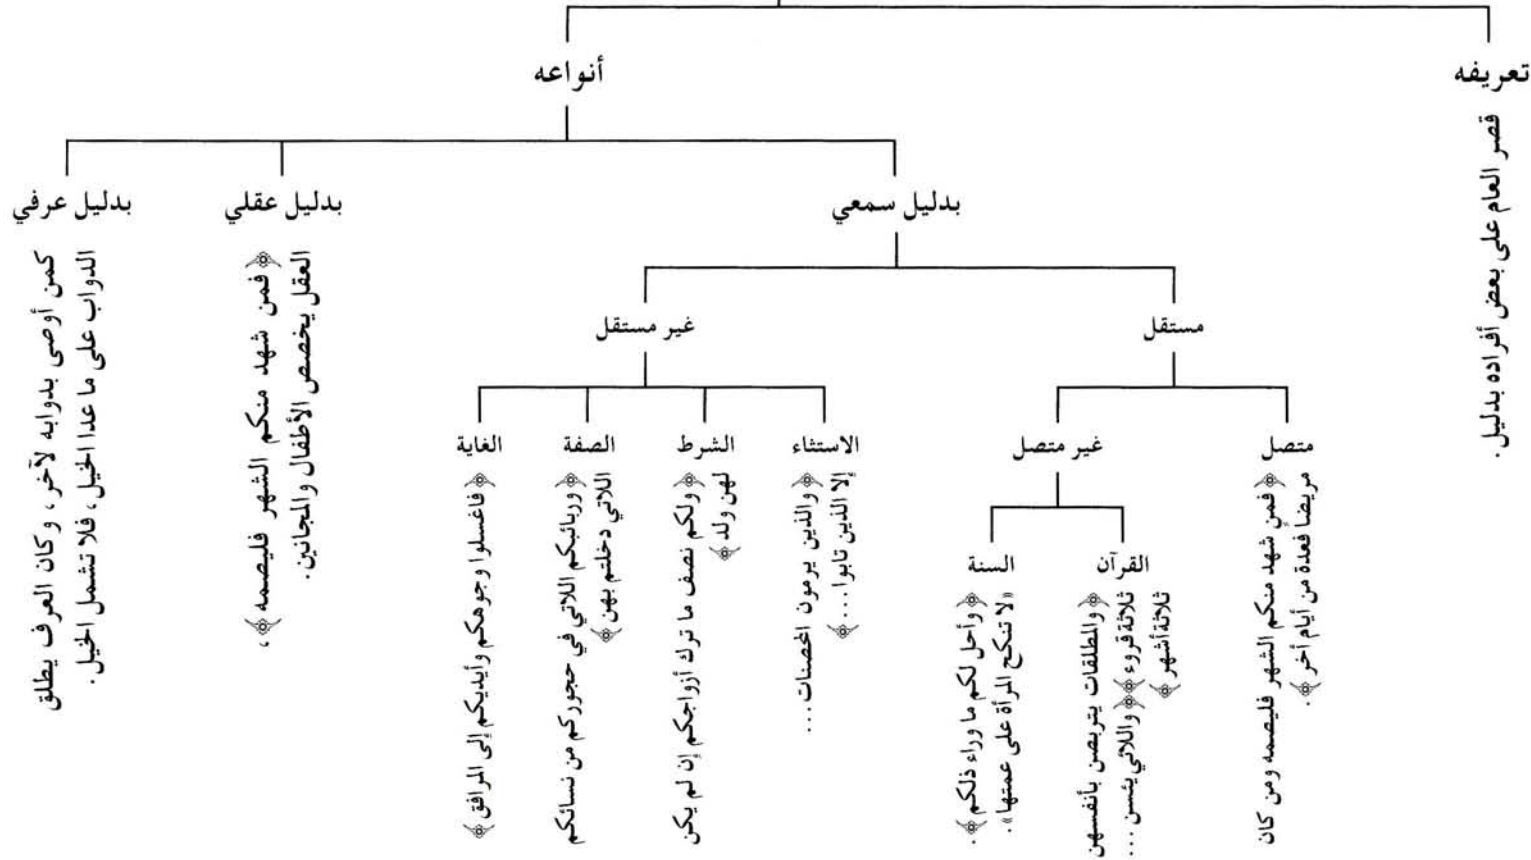 تعريفه
قصر العام على بعض أفراده بدليل.
أنواعه
بدليل سمعي
مستقل
متصل
﴿ فمن شهد منكم الشهر فليصمه ومن كان
مريضاً فعدة من أيام أخر ﴾.
غير متصل
القرآن
﴿ والمطلقات يتربصن بأنفسهن
ثلاثة قروء ﴾ ﴿ واللائي يئسن ...
ثلاثة أشهر ﴾
السنة
﴿ وأحل لكم ما وراء ذلكم ﴾.
«لا تنكح المرأة على عمتها».
غير مستقل
الاستثناء
﴿ والذين يرمون المحصنات ...
إلا الذين تابوا ... ﴾
الشرط
﴿ ولكم نصف ما ترك أزواجكم إن لم يكن
لهن ولد ﴾
الصفة
﴿ وربائبكم اللاتي في حجوركم من نسائكم
اللاتي دخلتم بهن ﴾
الغاية
﴿ فاغسلوا وجوهكم وأيديكم إلى المرافق ﴾
بدليل عقلي
﴿ فمن شهد منكم الشهر فليصمه ﴾ ،
العقل يخصص الأطفال والمجانين.
بدليل عرفي
كمن أوصى بدوابه لآخر، وكان العرف يطلق
الدواب على ما عدا الخيل، فلا تشمل الخيل.